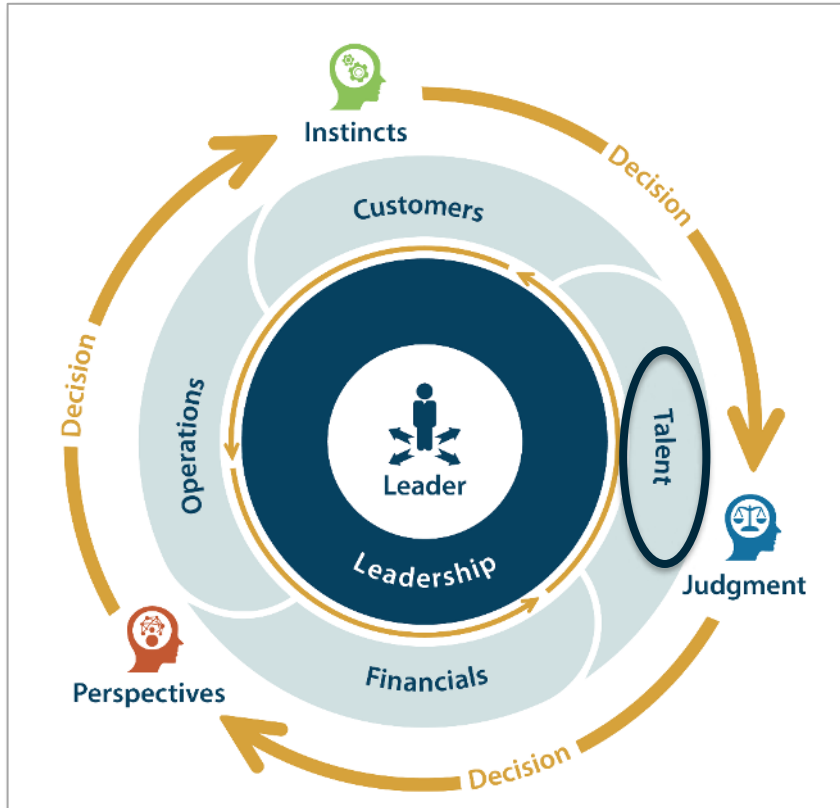 Instincts
Decision
Customers
Decision
Operations
Talent
Leader
Leadership
Judgment
Financials
Perspectives
Decision